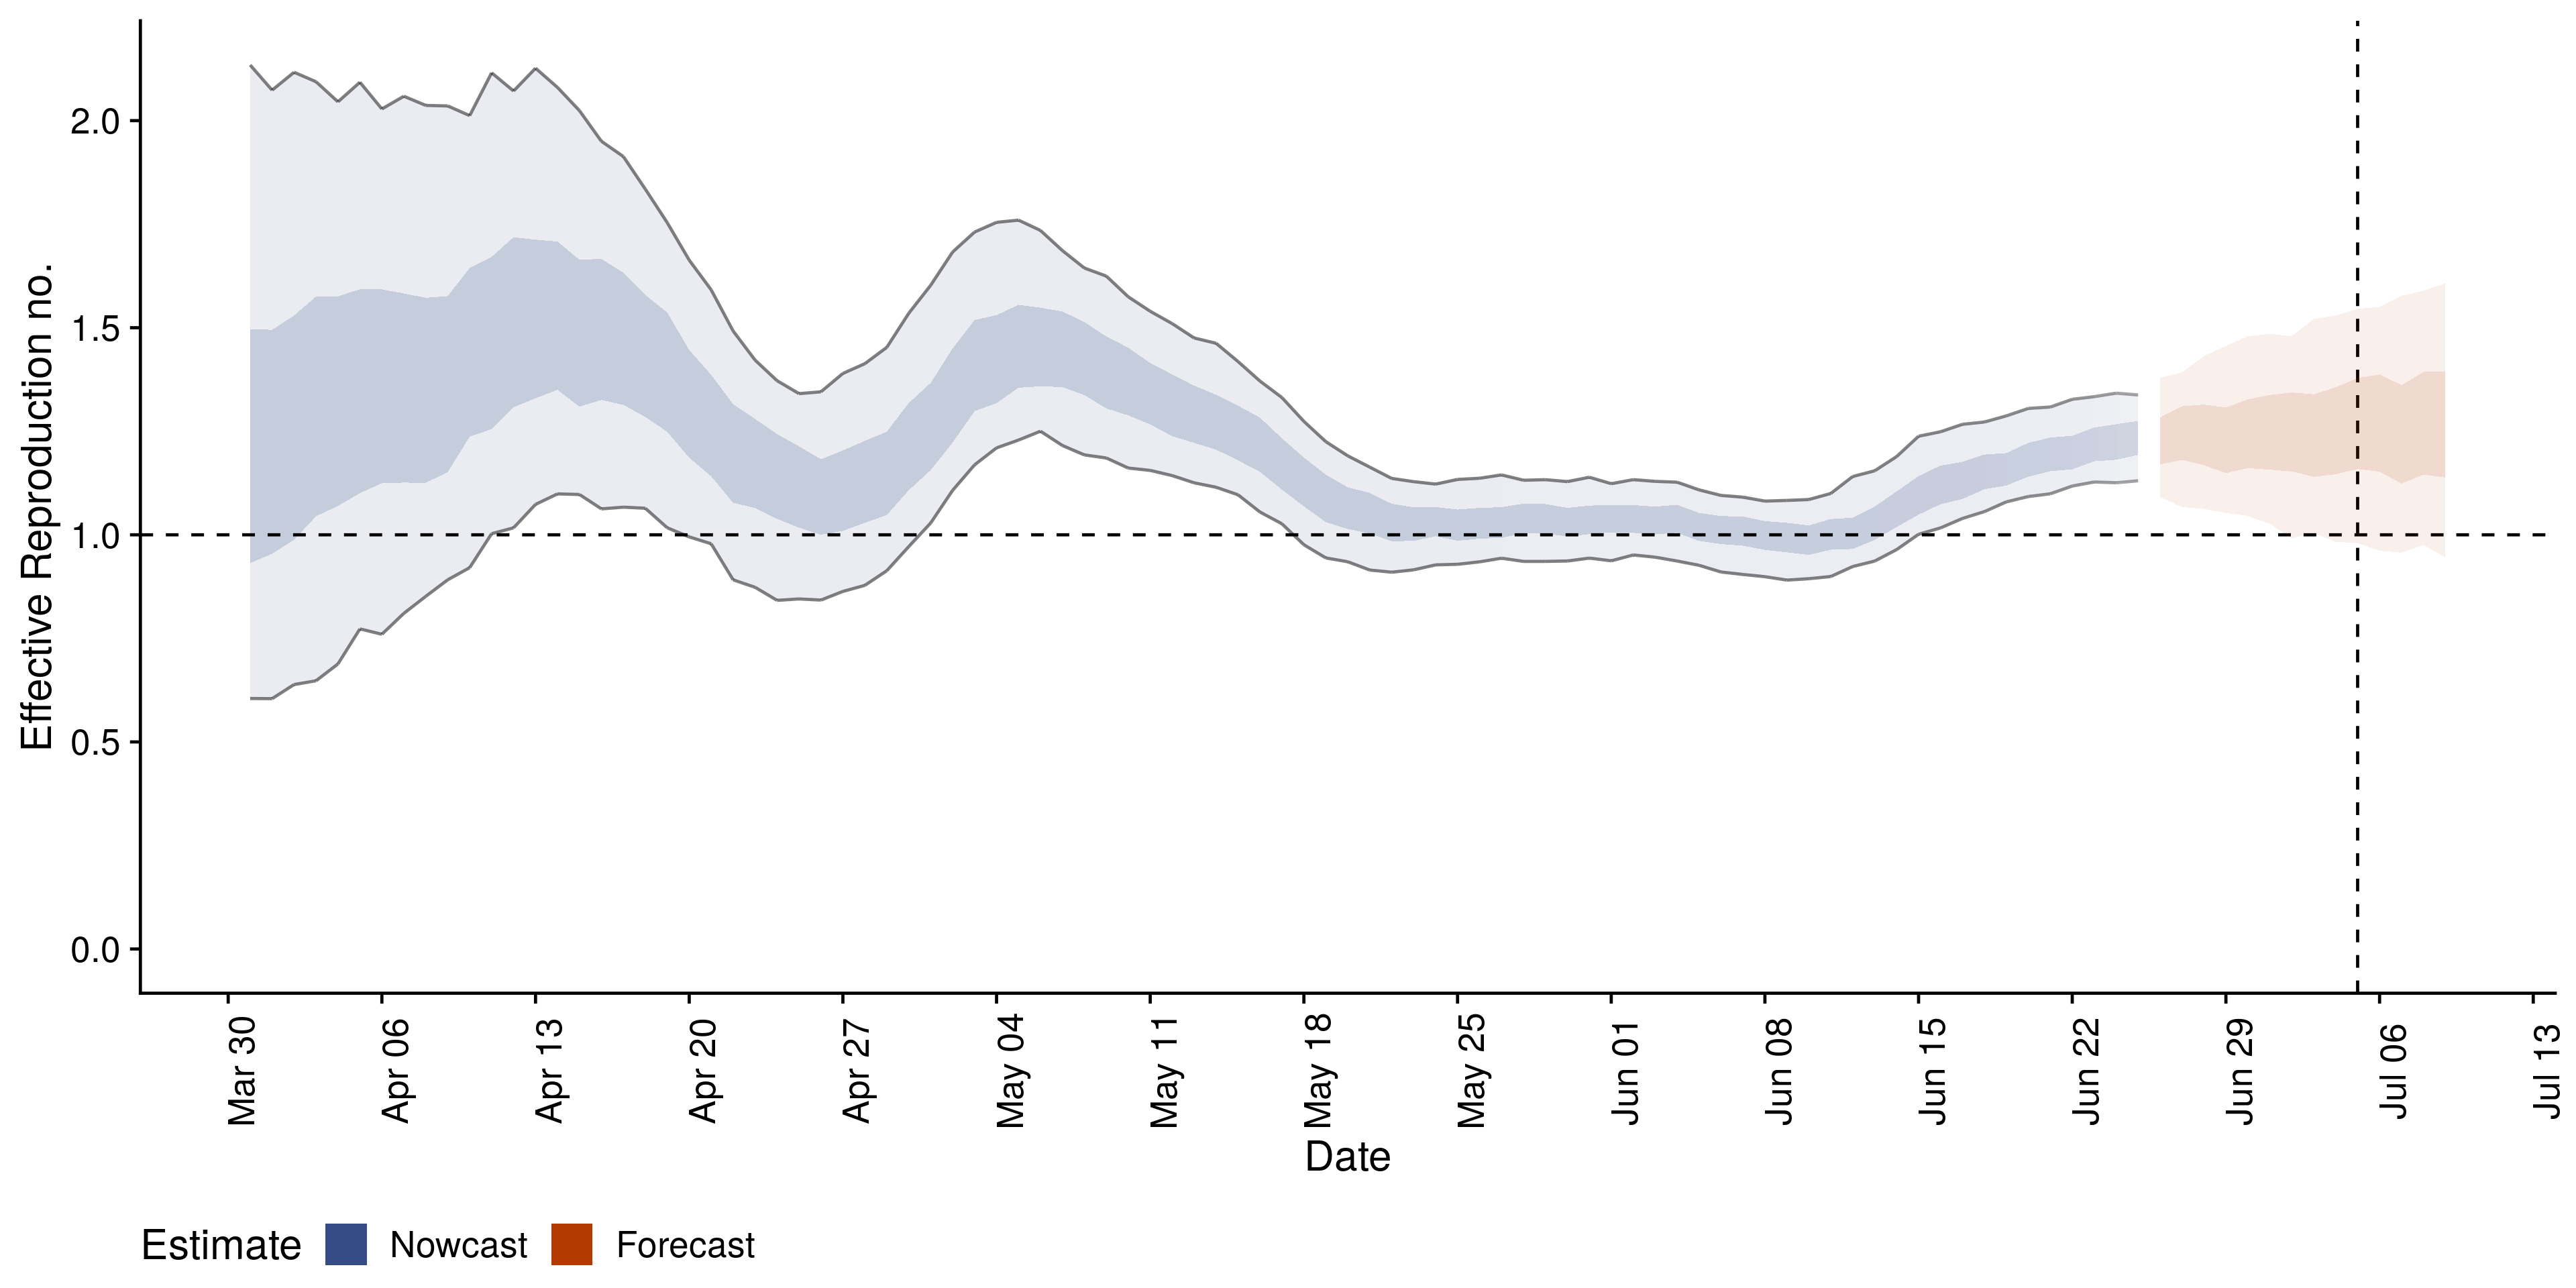 Effective Reproduction no.
2.0
1.5
1.0
0.5
0.0
Mar 30
Apr 06
Apr 13
Apr 20
Apr 27
May 04
May 11
May 18
May 25
Jun 01
Jun 08
Jun 15
Jun 22
Jun 29
Jul 06
Jul 13
Date
Estimate Nowcast Forecast